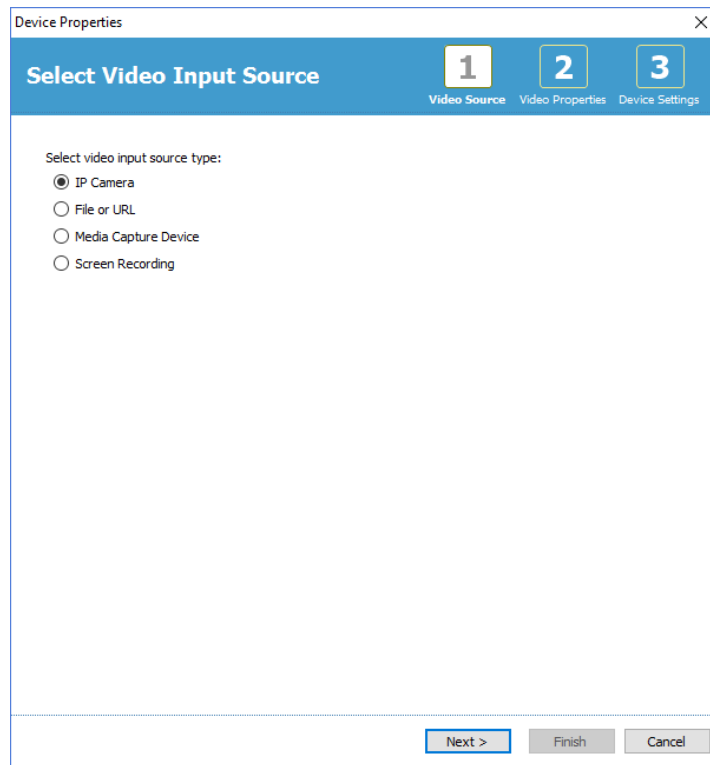 Device Properties
Select Video Input Source
1 2 3
Video Source Video Properties Device Settings
Select video input source type:
IP Camera
File or URL
Media Capture Device
Screen Recording
Next > Finish Cancel